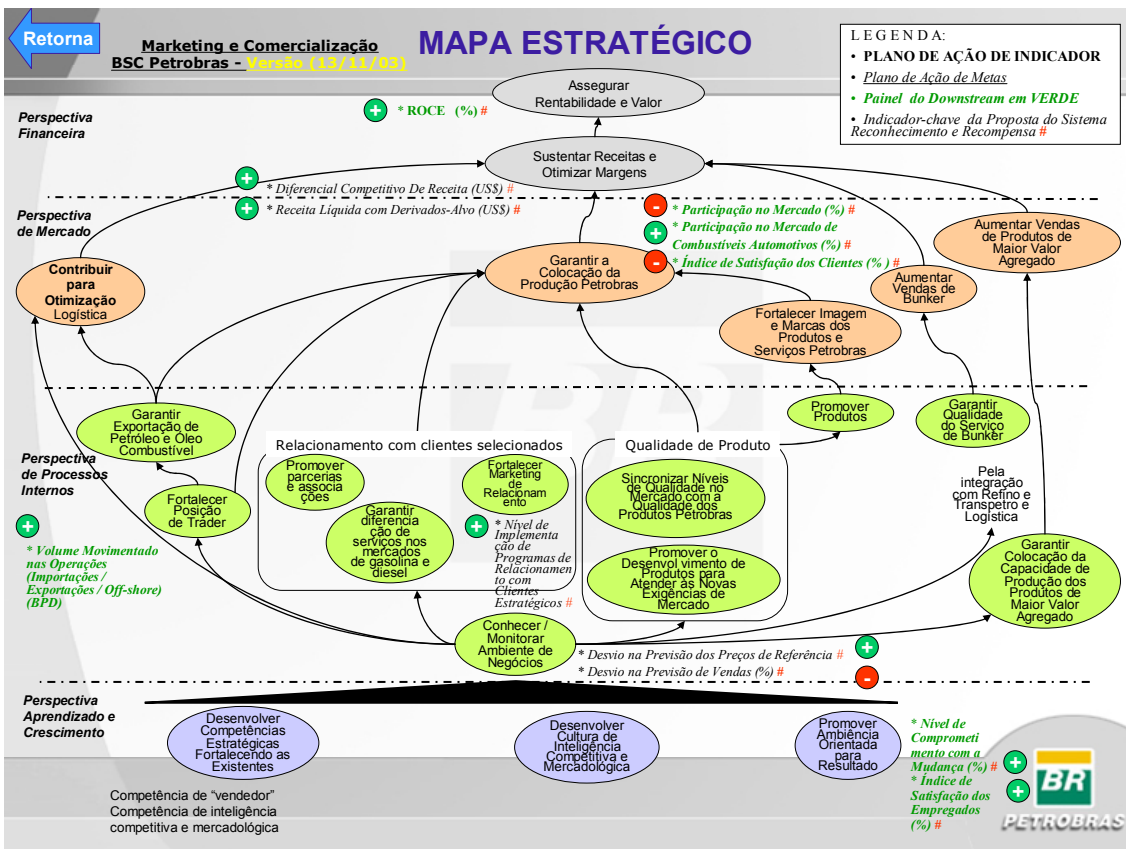 Retorna
Marketing e Comercialização
BSC Petrobras - Versão (13/11/03)
MAPA ESTRATÉGICO
L E G E N D A:
• PLANO DE AÇÃO DE INDICADOR
• Plano de Ação de Metas
• Painel do Downstream em VERDE
• Indicador-chave da Proposta do Sistema
Reconhecimento e Recompensa #
Perspectiva
Financeira
Assegurar
Rentabilidade e Valor
+
* ROCE (%) #
Sustentar Receitas e
Otimizar Margens
+
* Diferencial Competitivo De Receita (US$) #
+
* Receita Líquida com Derivados-Alvo (US$) #
Perspectiva
de Mercado
-
* Participação no Mercado (%) #
+
* Participação no Mercado de
Combustíveis Automotivos (%) #
-
* Índice de Satisfação dos Clientes (% ) #
Contribuir
para
Otimização
Logística
Garantir a
Colocação da
Produção Petrobras
Fortalecer Imagem
e Marcas dos
Produtos e
Serviços Petrobras
Aumentar
Vendas de
Bunker
Aumentar Vendas
de Produtos de
Maior Valor
Agregado
Perspectiva
de Processos
Internos
Garantir
Exportação de
Petróleo e Óleo
Combustível
Fortalecer
Posição
de Tráder
+
* Volume Movimentado
nas Operações
(Importações /
Exportações / Off-shore)
(BPD)
Relacionamento com clientes selecionados
Promover
parcerias
e associa
ções
Garantir
diferencia
ção de
serviços nos
mercados
de gasolina e
diesel
Fortalecer
Marketing
de
Relacionam
ento
+
* Nível de
Implementa
ção de
Programas de
Relacionamen
to com
Clientes
Estratégicos #
Qualidade de Produto
Sincronizar Níveis
de Qualidade no
Mercado com a
Qualidade dos
Produtos Petrobras
Promover o
Desenvol vimento de
Produtos para
Atender às Novas
Exigências de
Mercado
Promover
Produtos
Garantir
Qualidade
do Serviço
de Bunker
Pela
integração
com Refino e
Transpetro e
Logística
Garantir
Colocação da
Capacidade de
Produção dos
Produtos de
Maior Valor
Agregado
Conhecer /
Monitorar
Ambiente de
Negócios
* Desvio na Previsão dos Preços de Referência #
+
* Desvio na Previsão de Vendas (%) #
-
Perspectiva
Aprendizado e
Crescimento
Desenvolver
Competências
Estratégicas
Fortalecendo as
Existentes
Desenvolver
Cultura de
Inteligência
Competitiva e
Mercadológica
Promover
Ambiência
Orientada
para
Resultado
* Nível de
Comprometi
mento com a
Mudança (%) #
+
* Índice de
Satisfação dos
Empregados
(%) #
+
Competência de “vendedor”
Competência de inteligência
competitiva e mercadológica
BR
PETROBRAS